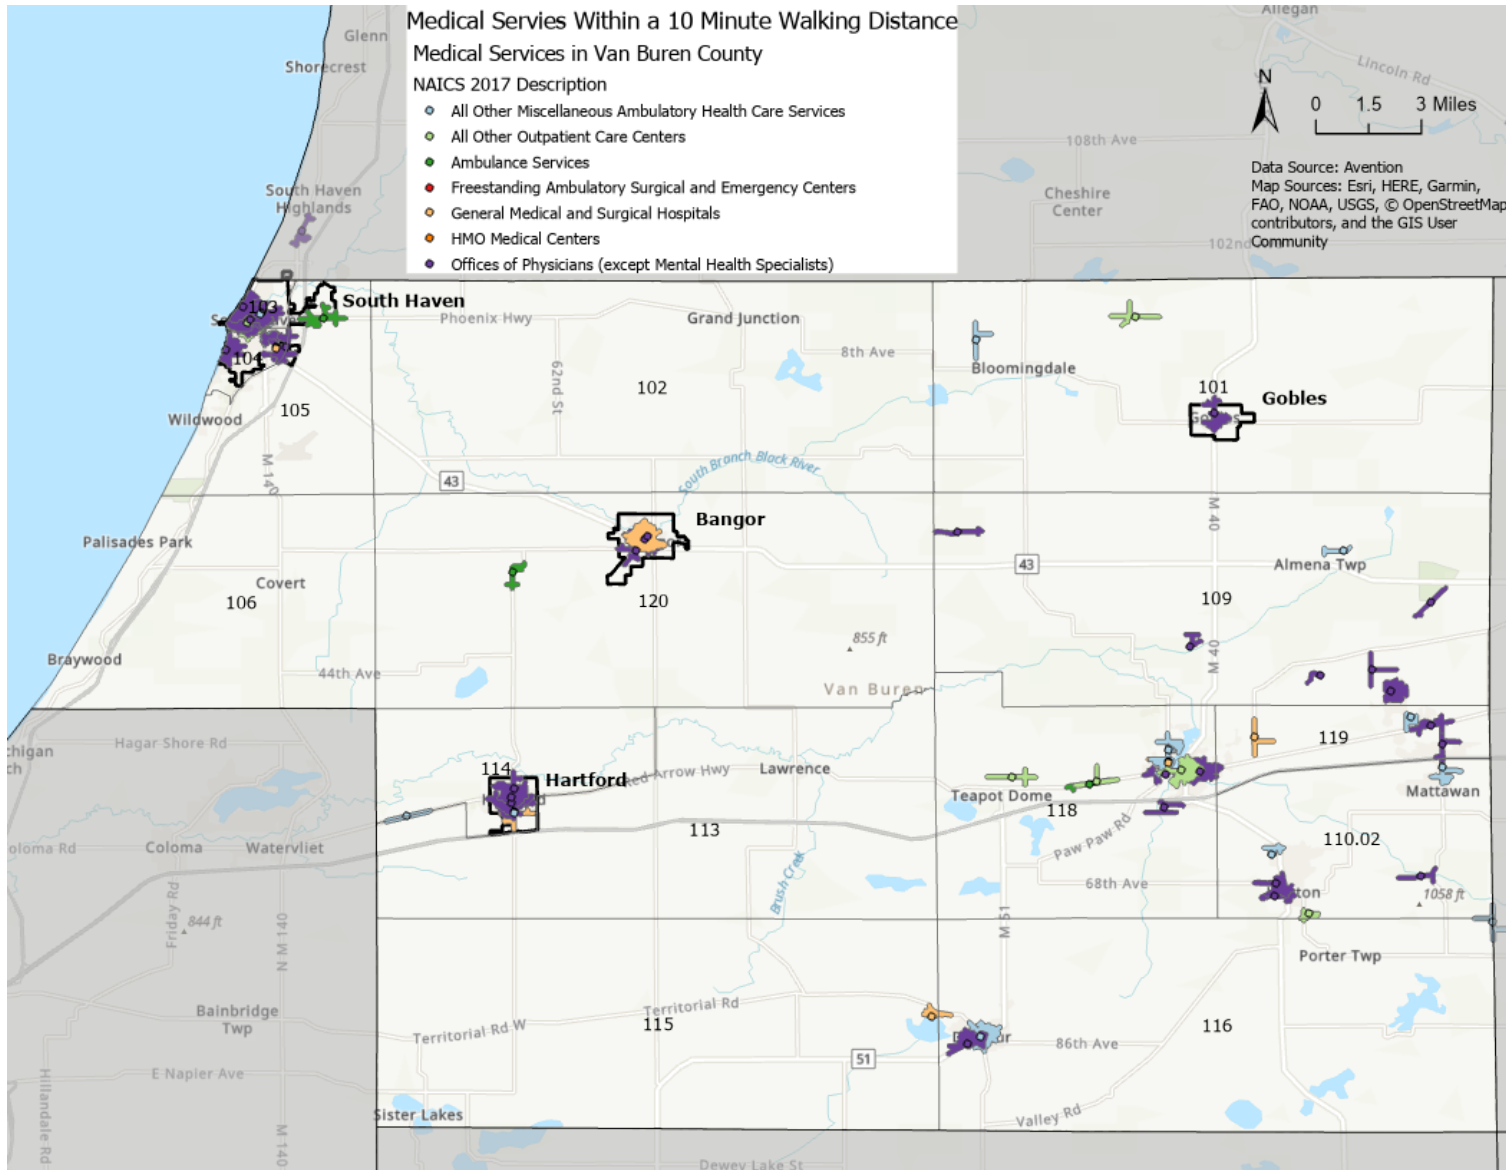 Medical Servies Within a 10 Minute Walking Distance
Medical Services in Van Buren County
NAICS 2017 Description
All Other Miscellaneous Ambulatory Health Care Services
All Other Outpatient Care Centers
Ambulance Services
Freestanding Ambulatory Surgical and Emergency Centers
General Medical and Surgical Hospitals
HMO Medical Centers
Offices of Physicians (except Mental Health Specialists)
Allegan
Lincoln Rd
N
0 1.5 3 Miles
Data Source: Avention
Map Sources: Esri, HERE, Garmin,
FAO, NOAA, USGS, © OpenStreetMap
contributors, and the GIS User
Community
Glenn
Shorecrest
108th Ave
Cheshire
Center
South Haven
Highlands
South Haven
103
104
105
Phoenix Hwy
Grand Junction
8th Ave
62nd St
102
Bloomingdale
101
Gobles
Wildwood
M 140
43
South Branch Black River
M 40
Bangor
Palisades Park
Covert
106
120
43
Almena Twp
109
855 ft
M 40
Braywood
44th Ave
Van Buren
Hagar Shore Rd
114
Hartford
Red Arrow Hwy
Lawrence
Teapot Dome
118
119
Mattawan
113
Paw Paw Rd
110.02
Coloma
Watervliet
68th Ave
1058 ft
Brush Creek
Friday Rd
844 ft
N M 140
M 51
Porter Twp
Bainbridge
Twp
Territorial Rd W
Territorial Rd
115
116
51
86th Ave
E Napier Ave
Hillandale Rd
M 140
Sister Lakes
Valley Rd
Dewey Lake St